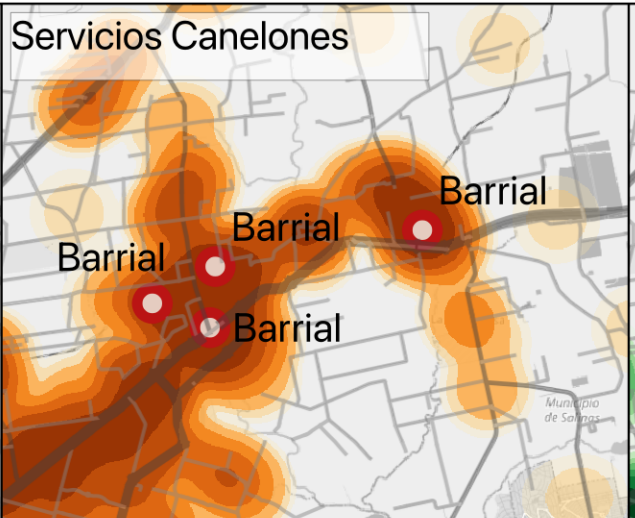 Servicios Canelones
Barrial
Barrial
Barrial
Barrial
Municipio
de Salinas